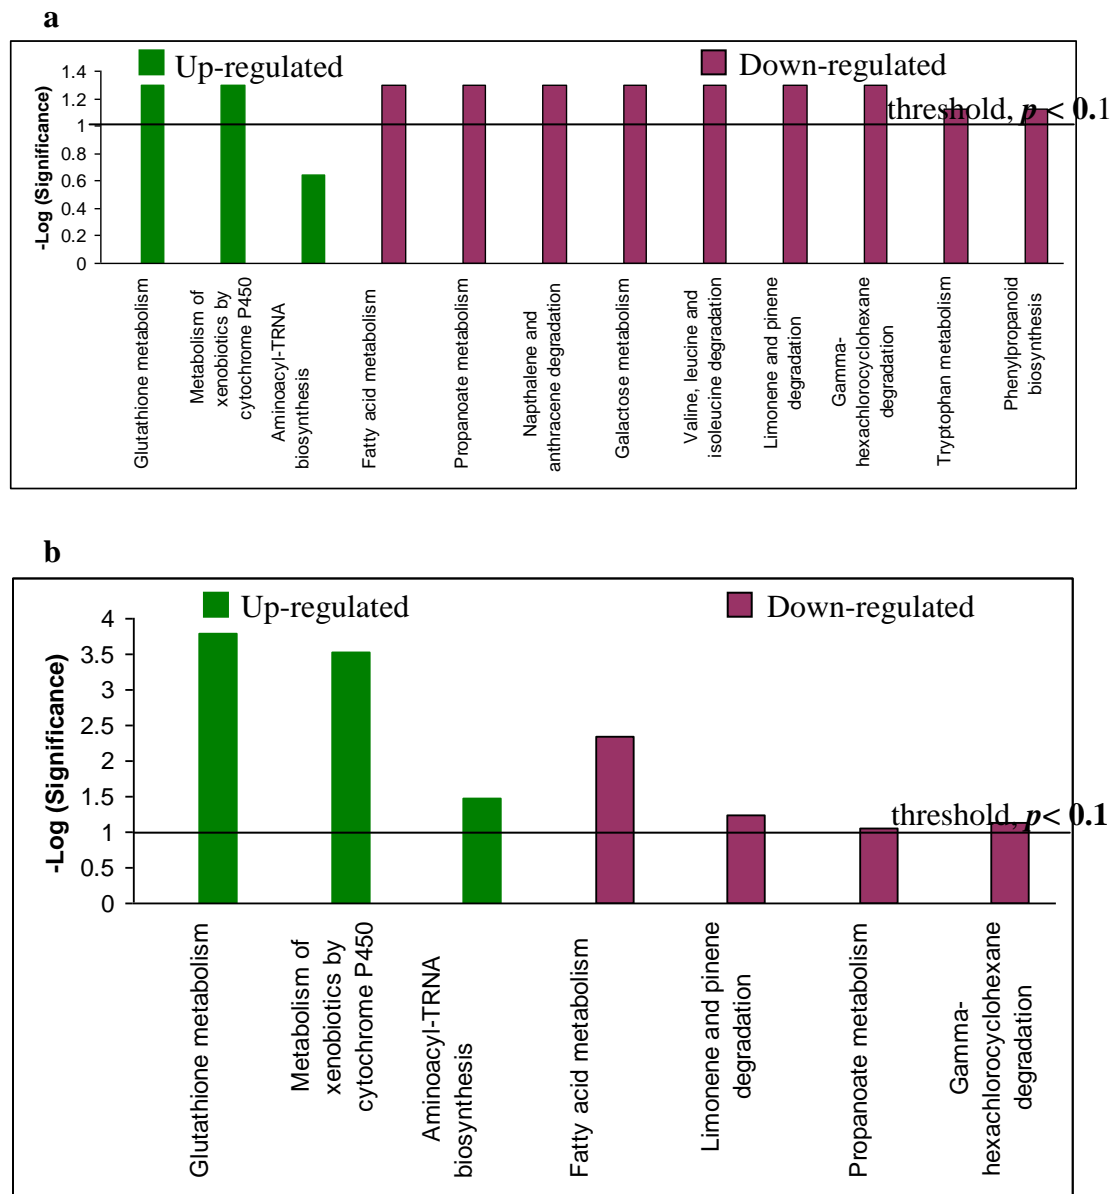 a
Up-regulated
Down-regulated
-Log (Significance)
1.4
1.2
1
0.8
0.6
0.4
0.2
0
threshold, p < 0.1
Glutathione metabolism
Metabolism of
xenobiotics by
cytochrome P450
Aminoacyl-TRNA
biosynthesis
Fatty acid metabolism
Propanoate metabolism
Napthalene and
anthracene degradation
Galactose metabolism
Valine, leucine and
isoleucine degradation
Limonene and pinene
degradation
Gamma-
hexachlorocyclohexane
degradation
Tryptophan metabolism
Phenylpropanoid
biosynthesis
b
Up-regulated
Down-regulated
-Log (Significance)
4
3.5
3
2.5
2
1.5
1
0.5
0
threshold, p< 0.1
Glutathione metabolism
Metabolism of
xenobiotics by
cytochrome P450
Aminoacyl-TRNA
biosynthesis
Fatty acid metabolism
Limonene and pinene
degradation
Propanoate metabolism
Gamma-
hexachlorocyclohexane
degradation